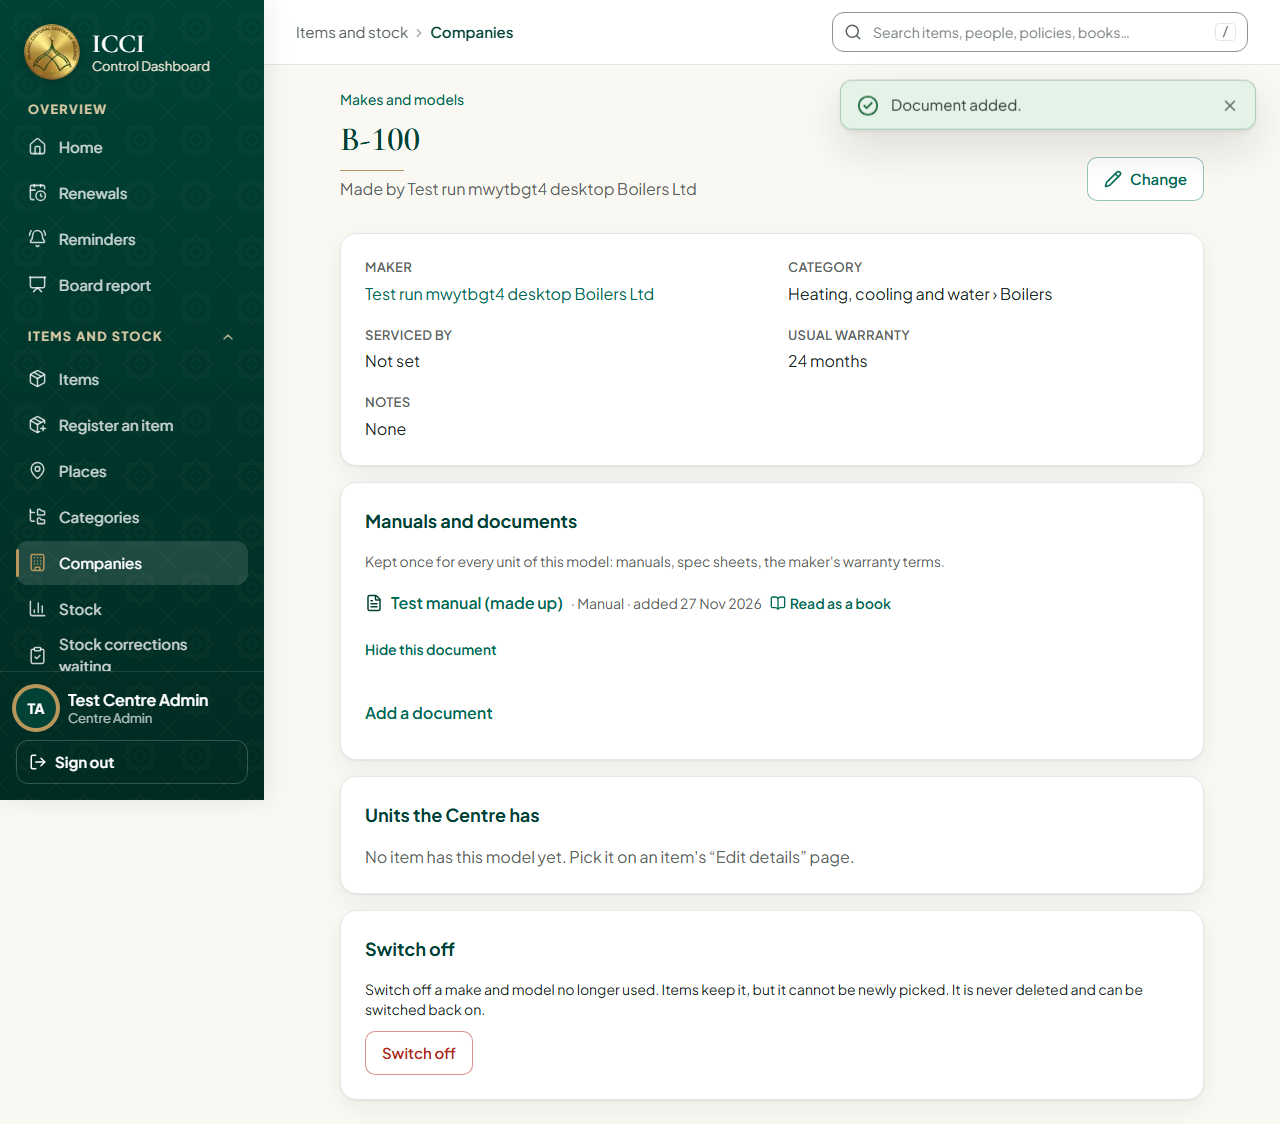 ICCI
Control Dashboard
OVERVIEW
Home
Renewals
Reminders
Board report
ITEMS AND STOCK
Items
Register an item
Places
Categories
Companies
Stock
Stock corrections
waiting
TA
Test Centre Admin
Centre Admin
Sign out
Items and stock › Companies
Search items, people, policies, books…
/
Document added.
Makes and models
B-100
Made by Test run mwytbgt4 desktop Boilers Ltd
Change
MAKER
Test run mwytbgt4 desktop Boilers Ltd
CATEGORY
Heating, cooling and water › Boilers
SERVICED BY
Not set
USUAL WARRANTY
24 months
NOTES
None
Manuals and documents
Kept once for every unit of this model: manuals, spec sheets, the maker's warranty terms.
Test manual (made up) · Manual · added 27 Nov 2026 Read as a book
Hide this document
Add a document
Units the Centre has
No item has this model yet. Pick it on an item's “Edit details” page.
Switch off
Switch off a make and model no longer used. Items keep it, but it cannot be newly picked. It is never deleted and can be
switched back on.
Switch off